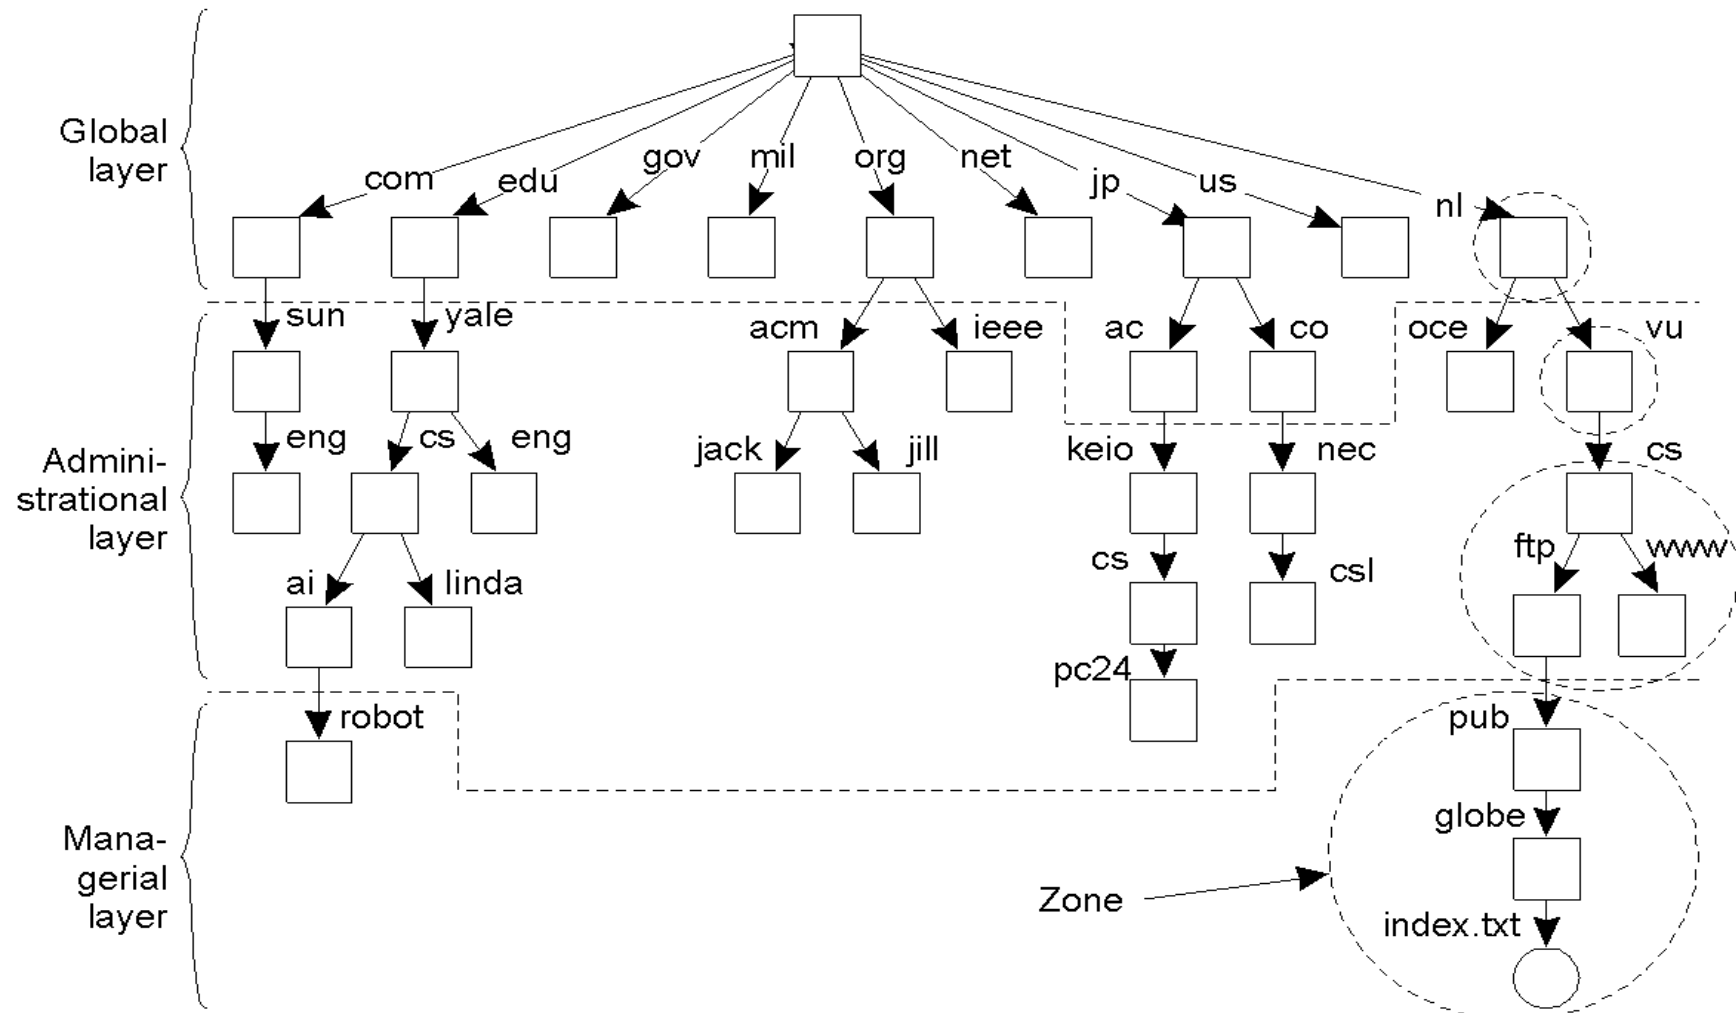 Global
layer
com
edu
gov
mil
org
net
jp
us
nl
sun
yale
acm
ieee
ac
co
oce
vu
Admini-
strational
layer
eng
cs
eng
jack
jill
keio
nec
cs
ai
linda
cs
csl
ftp
www
pc24
robot
pub
Mana-
gerial
layer
globe
Zone
index.txt